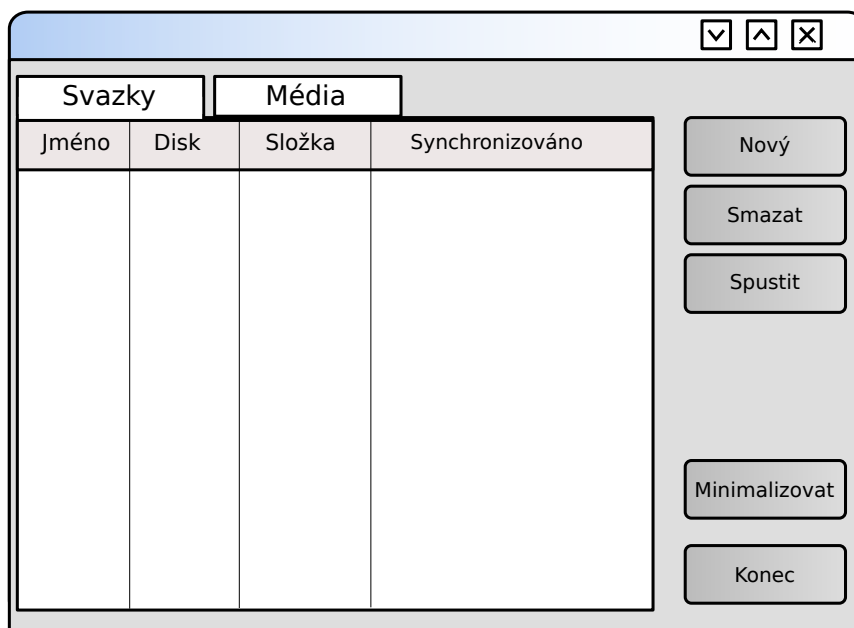 Svazky Média
Jméno Disk Složka Synchronizováno
Nový
Smazat
Spustit
Minimalizovat
Konec